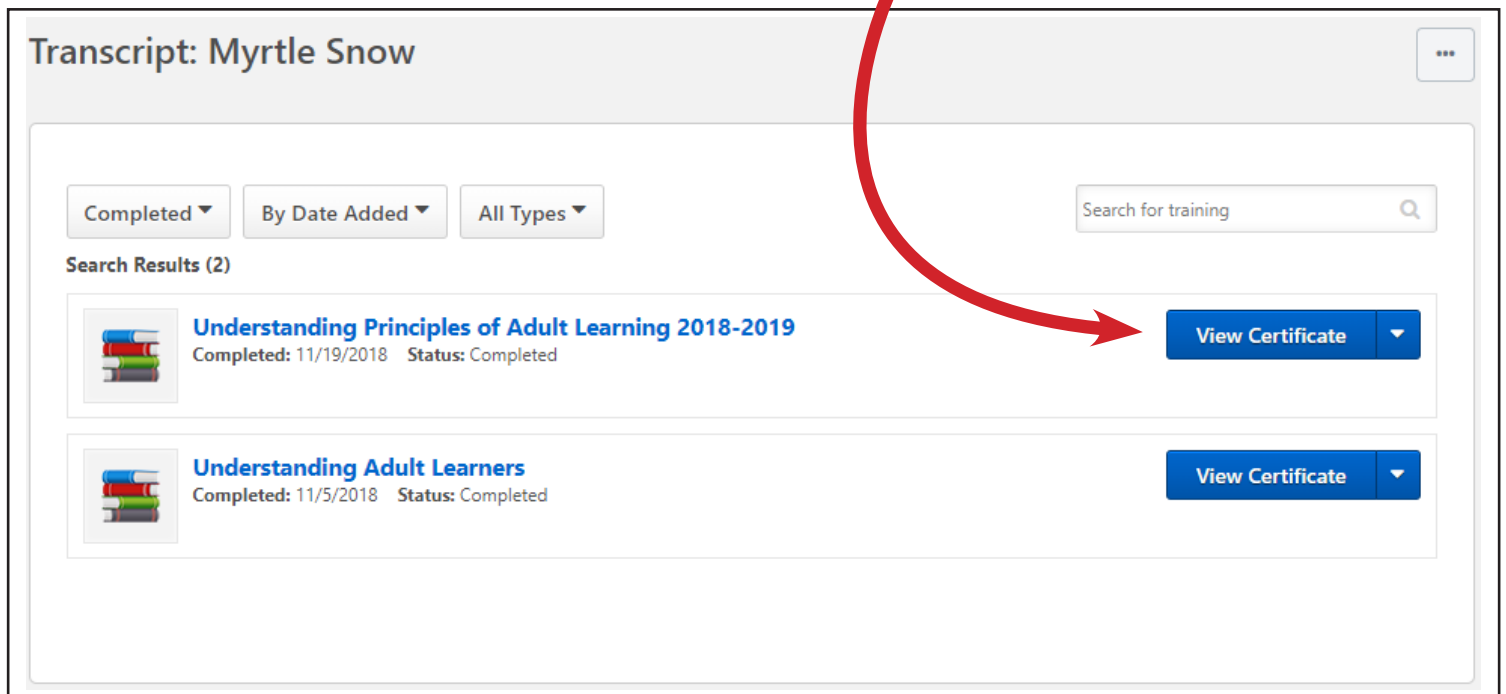 Transcript: Myrtle Snow
Completed By Date Added All Types Search for training
Search Results (2)
Understanding Principles of Adult Learning 2018-2019
Completed: 11/19/2018 Status: Completed
View Certificate
Understanding Adult Learners
Completed: 11/5/2018 Status: Completed
View Certificate